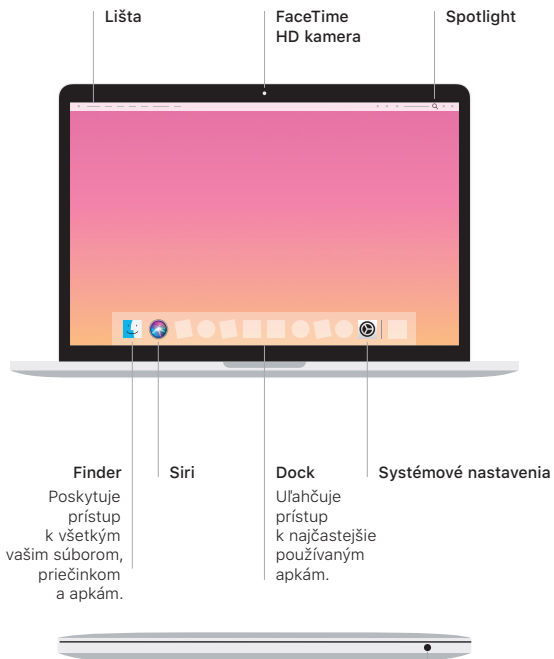 Lišta
FaceTime
HD kamera
Spotlight
Finder
Poskytuje
prístup
k všetkým
vašim súborom,
priečinkom
a apkám.
Siri
Dock
Uľahčuje
prístup
k najčastejšie
používaným
apkám.
Systémové nastavenia